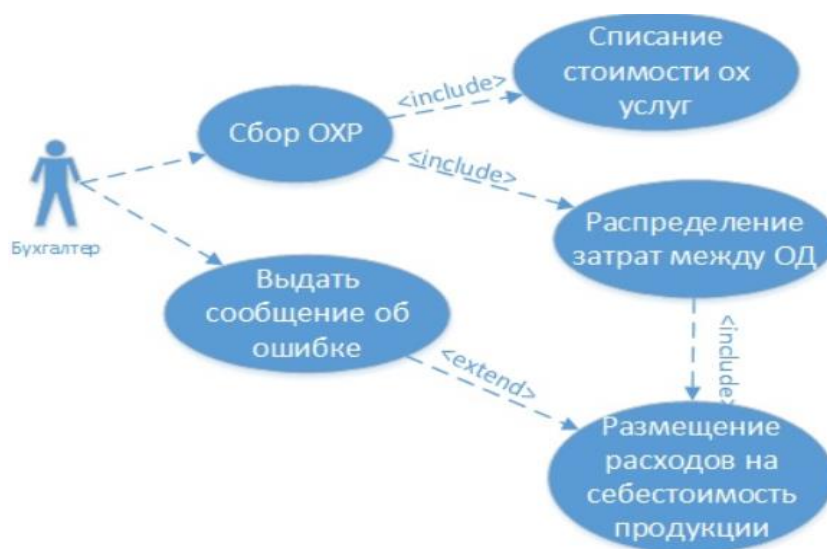 Списание
стоимости ох
услуг
<include>
Сбор ОХР
<include>
Бухгалтер
Распределение
затрат между ОД
Выдать
сообщение об
ошибке
<include>
<extend>
Размещение
расходов на
себестоимость
продукции